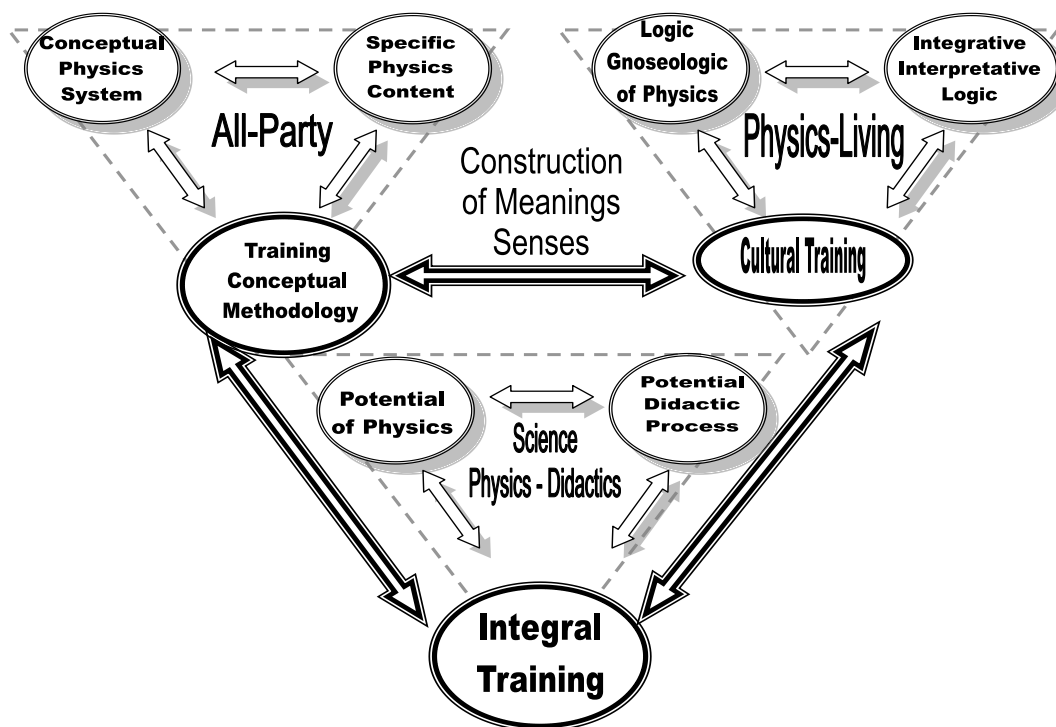 Conceptual
Physics
System
Specific
Physics
Content
All-Party
Training
Conceptual
Methodology
Construction
of Meanings
Senses
Logic
Gnoseologic
of Physics
Integrative
Interpretative
Logic
Physics-Living
Cultural Training
Potential
of Physics
Potential
Didactic
Process
Science
Physics - Didactics
Integral
Training